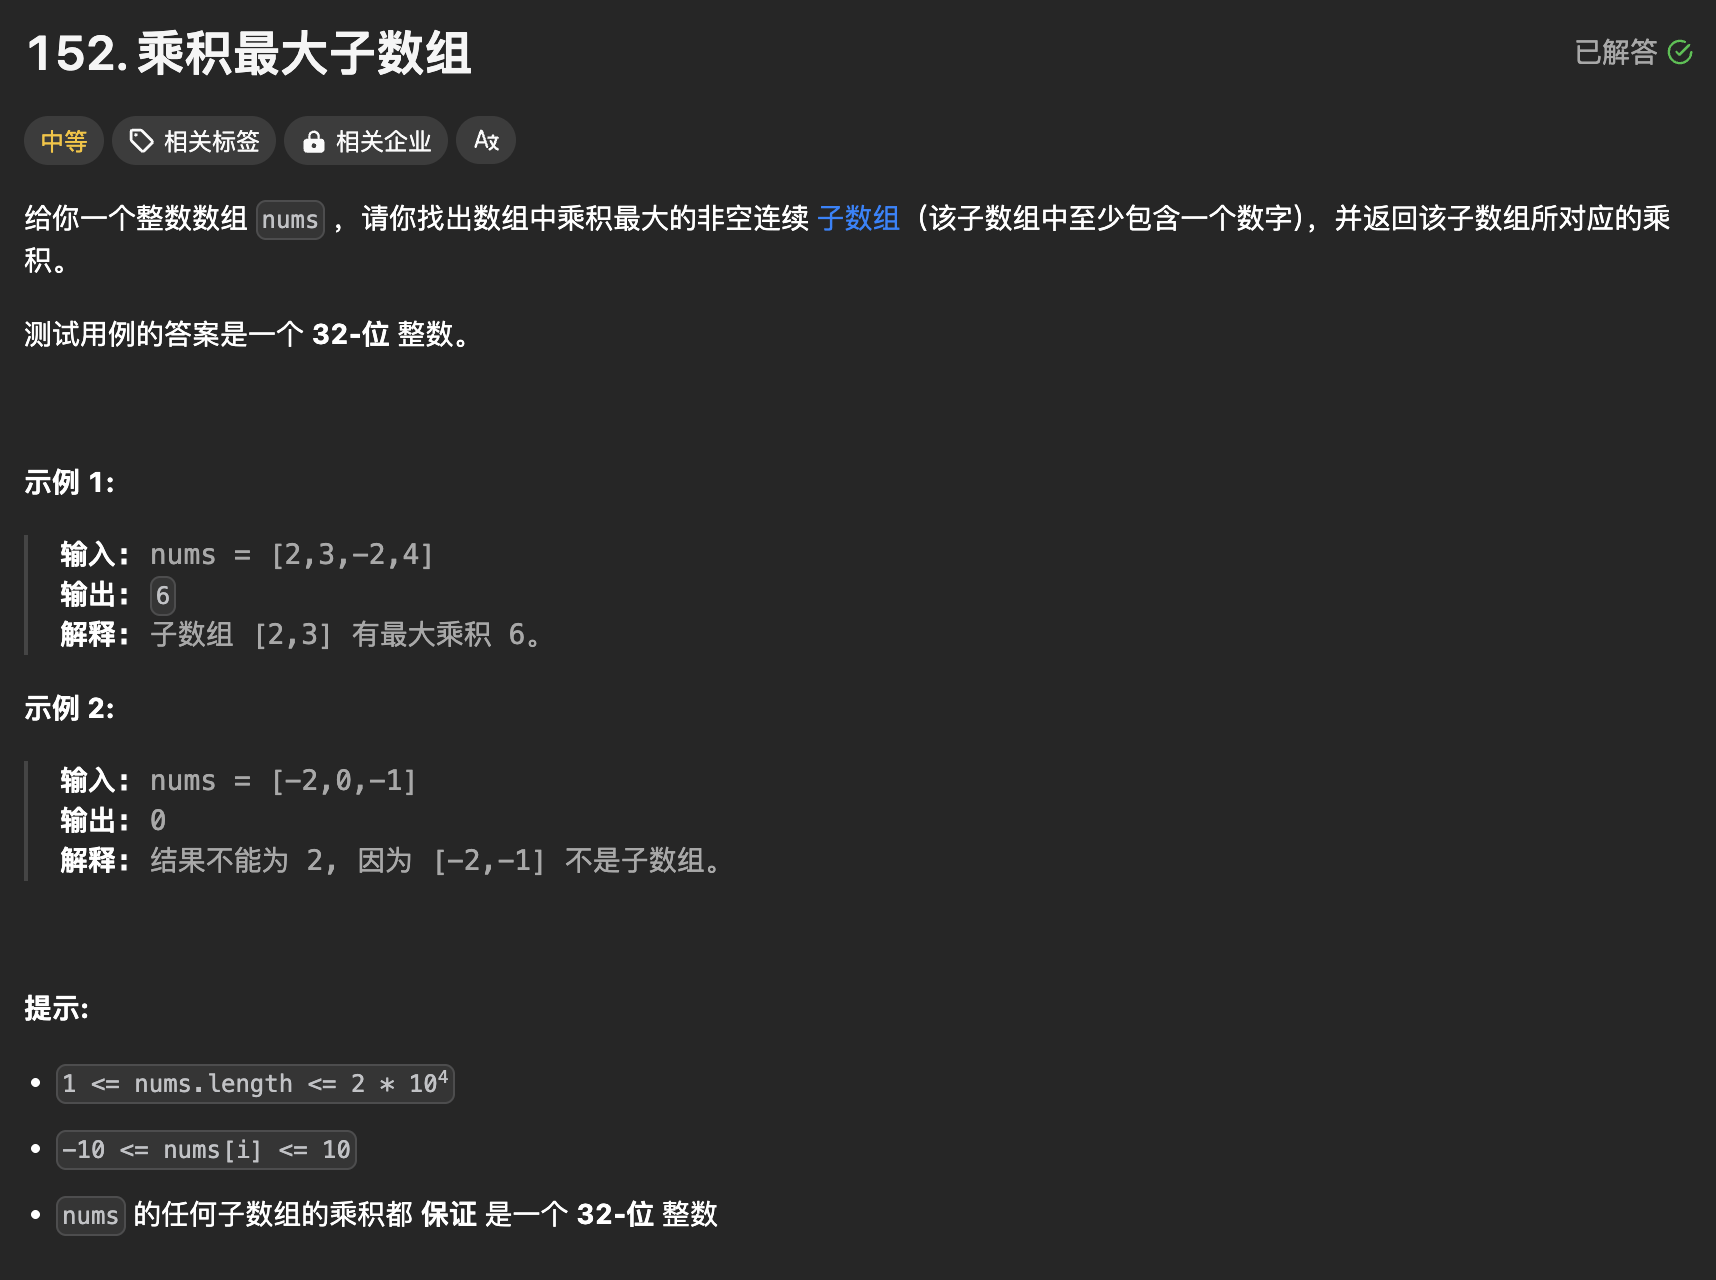 152. 乘积最大子数组
已解答
中等 相关标签 相关企业 A文
给你一个整数数组 nums ，请你找出数组中乘积最大的非空连续 子数组（该子数组中至少包含一个数字），并返回该子数组所对应的乘
积。
测试用例的答案是一个 32-位 整数。
示例 1:
输入: nums = [2,3,-2,4]
输出: 6
解释: 子数组 [2,3] 有最大乘积 6。
示例 2:
输入: nums = [-2,0,-1]
输出: 0
解释: 结果不能为 2, 因为 [-2,-1] 不是子数组。
提示:
• 1 <= nums.length <= 2 * 10⁴
• -10 <= nums[i] <= 10
• nums 的任何子数组的乘积都 保证 是一个 32-位 整数